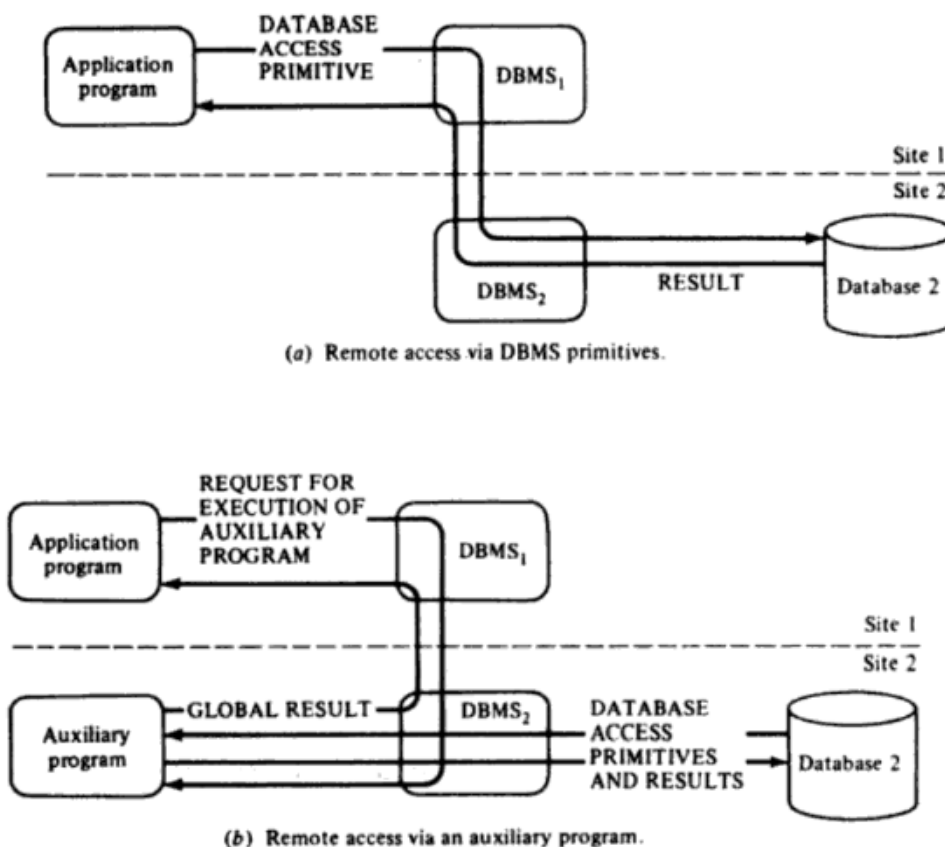 DATABASE
ACCESS
PRIMITIVE
Application
program
DBMS1
Site 1
Site 2
DBMS2
RESULT
Database 2
(a) Remote access via DBMS primitives.
REQUEST FOR
EXECUTION OF
AUXILIARY
PROGRAM
Application
program
DBMS1
Site 1
Site 2
GLOBAL RESULT
DBMS2
DATABASE
ACCESS
PRIMITIVES
AND RESULTS
Auxiliary
program
Database 2
(b) Remote access via an auxiliary program.